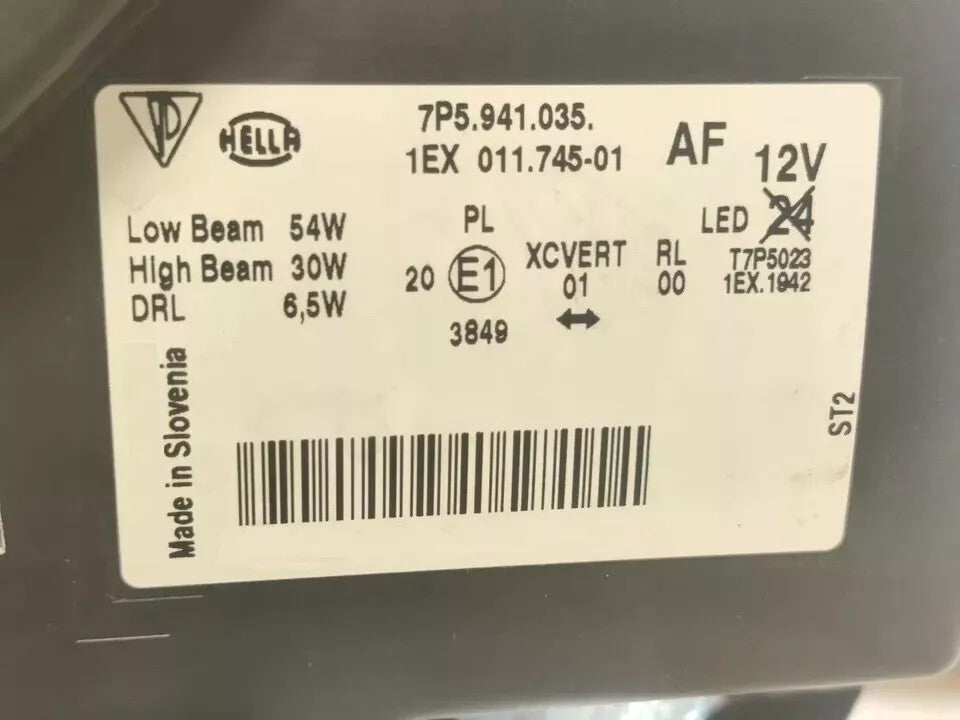 VD
HELLA
7P5.941.035.
1EX 011.745-01
AF
12V
Low Beam 54W
High Beam 30W
DRL 6,5W
PL
20 E1
3849
XCVERT
01
RL
00
LED 24
T7P5023
1EX.1942
ST2
Made in Slovenia